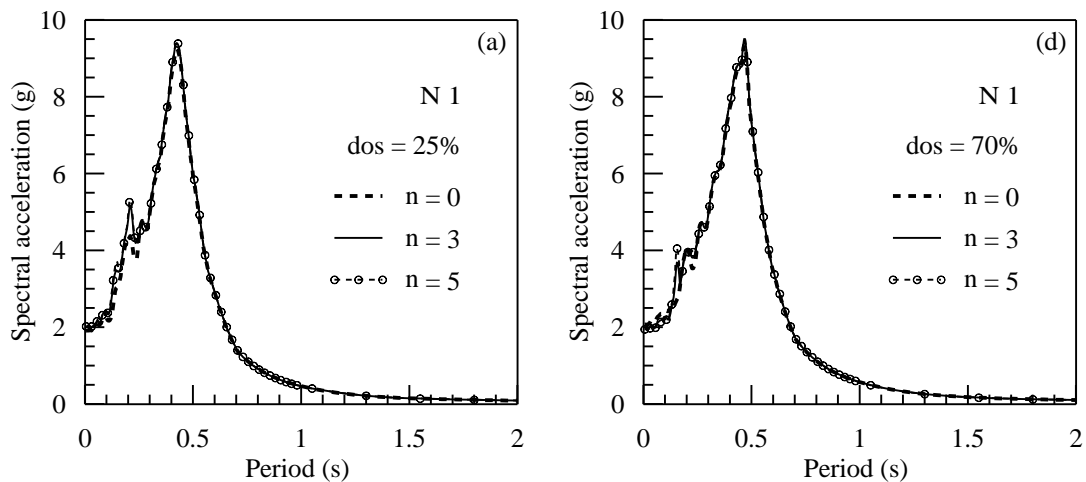 (a)
N 1
dos = 25%
n = 0
n = 3
n = 5
Spectral acceleration (g)
10
8
6
4
2
0
0 0.5 1 1.5 2
Period (s)
(d)
N 1
dos = 70%
n = 0
n = 3
n = 5
Spectral acceleration (g)
10
8
6
4
2
0
0 0.5 1 1.5 2
Period (s)